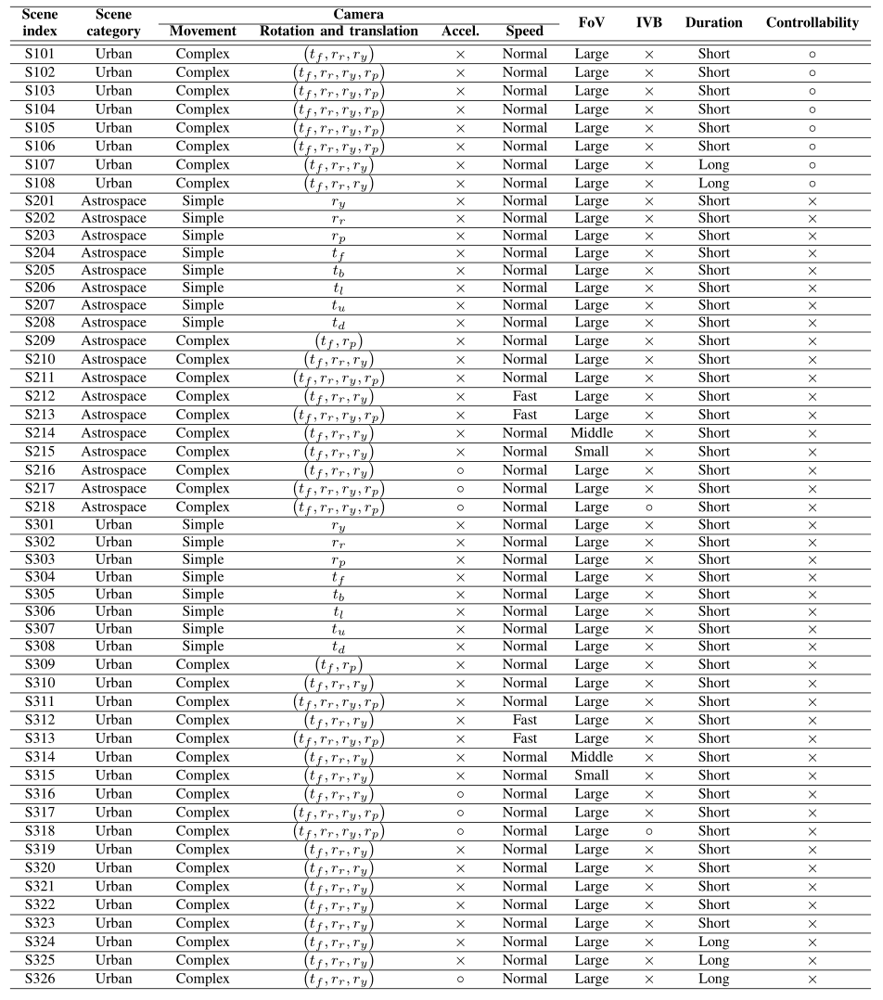 Scene Scene Camera FoV IVB Duration Controllability
index category Movement Rotation and translation Accel. Speed
S101 Urban Complex (t_f, r_r, r_y) × Normal Large × Short ○
S102 Urban Complex (t_f, r_r, r_y, r_p) × Normal Large × Short ○
S103 Urban Complex (t_f, r_r, r_y, r_p) × Normal Large × Short ○
S104 Urban Complex (t_f, r_r, r_y, r_p) × Normal Large × Short ○
S105 Urban Complex (t_f, r_r, r_y, r_p) × Normal Large × Short ○
S106 Urban Complex (t_f, r_r, r_y, r_p) × Normal Large × Short ○
S107 Urban Complex (t_f, r_r, r_y) × Normal Large × Long ○
S108 Urban Complex (t_f, r_r, r_y) × Normal Large × Long ○
S201 Astrospace Simple r_y × Normal Large × Short ×
S202 Astrospace Simple r_r × Normal Large × Short ×
S203 Astrospace Simple r_p × Normal Large × Short ×
S204 Astrospace Simple t_f × Normal Large × Short ×
S205 Astrospace Simple t_b × Normal Large × Short ×
S206 Astrospace Simple t_l × Normal Large × Short ×
S207 Astrospace Simple t_u × Normal Large × Short ×
S208 Astrospace Simple t_d × Normal Large × Short ×
S209 Astrospace Complex (t_f, r_p) × Normal Large × Short ×
S210 Astrospace Complex (t_f, r_r, r_y) × Normal Large × Short ×
S211 Astrospace Complex (t_f, r_r, r_y, r_p) × Normal Large × Short ×
S212 Astrospace Complex (t_f, r_r, r_y) × Fast Large × Short ×
S213 Astrospace Complex (t_f, r_r, r_y, r_p) × Fast Large × Short ×
S214 Astrospace Complex (t_f, r_r, r_y) × Normal Middle × Short ×
S215 Astrospace Complex (t_f, r_r, r_y) × Normal Small × Short ×
S216 Astrospace Complex (t_f, r_r, r_y) ○ Normal Large × Short ×
S217 Astrospace Complex (t_f, r_r, r_y, r_p) ○ Normal Large × Short ×
S218 Astrospace Complex (t_f, r_r, r_y, r_p) ○ Normal Large ○ Short ×
S301 Urban Simple r_y × Normal Large × Short ×
S302 Urban Simple r_r × Normal Large × Short ×
S303 Urban Simple r_p × Normal Large × Short ×
S304 Urban Simple t_f × Normal Large × Short ×
S305 Urban Simple t_b × Normal Large × Short ×
S306 Urban Simple t_l × Normal Large × Short ×
S307 Urban Simple t_u × Normal Large × Short ×
S308 Urban Simple t_d × Normal Large × Short ×
S309 Urban Complex (t_f, r_p) × Normal Large × Short ×
S310 Urban Complex (t_f, r_r, r_y) × Normal Large × Short ×
S311 Urban Complex (t_f, r_r, r_y, r_p) × Normal Large × Short ×
S312 Urban Complex (t_f, r_r, r_y) × Fast Large × Short ×
S313 Urban Complex (t_f, r_r, r_y, r_p) × Fast Large × Short ×
S314 Urban Complex (t_f, r_r, r_y) × Normal Middle × Short ×
S315 Urban Complex (t_f, r_r, r_y) × Normal Small × Short ×
S316 Urban Complex (t_f, r_r, r_y) ○ Normal Large × Short ×
S317 Urban Complex (t_f, r_r, r_y, r_p) ○ Normal Large × Short ×
S318 Urban Complex (t_f, r_r, r_y, r_p) ○ Normal Large ○ Short ×
S319 Urban Complex (t_f, r_r, r_y) × Normal Large × Short ×
S320 Urban Complex (t_f, r_r, r_y) × Normal Large × Short ×
S321 Urban Complex (t_f, r_r, r_y) × Normal Large × Short ×
S322 Urban Complex (t_f, r_r, r_y) × Normal Large × Short ×
S323 Urban Complex (t_f, r_r, r_y) × Normal Large × Short ×
S324 Urban Complex (t_f, r_r, r_y) × Normal Large × Long ×
S325 Urban Complex (t_f, r_r, r_y) × Normal Large × Long ×
S326 Urban Complex (t_f, r_r, r_y) ○ Normal Large × Long ×